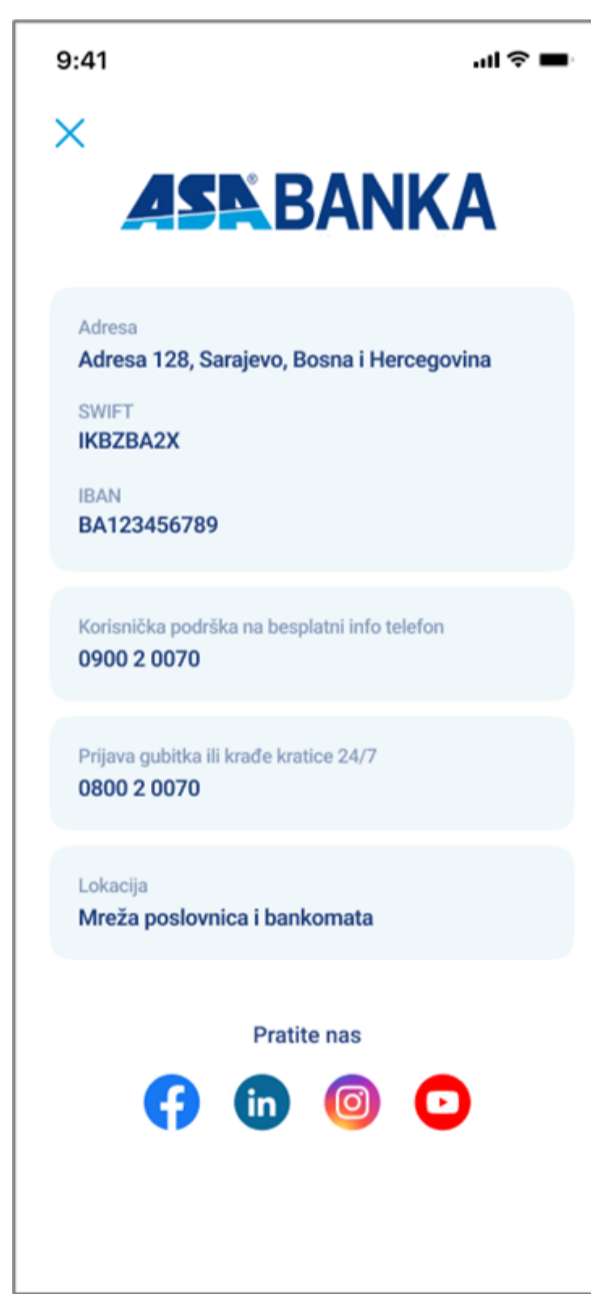 9:41
ASA® BANKA
Adresa
Adresa 128, Sarajevo, Bosna i Hercegovina
SWIFT
IKBZBA2X
IBAN
BA123456789
Korisnička podrška na besplatni info telefon
0900 2 0070
Prijava gubitka ili krađe kratice 24/7
0800 2 0070
Lokacija
Mreža poslovnica i bankomata
Pratite nas
in